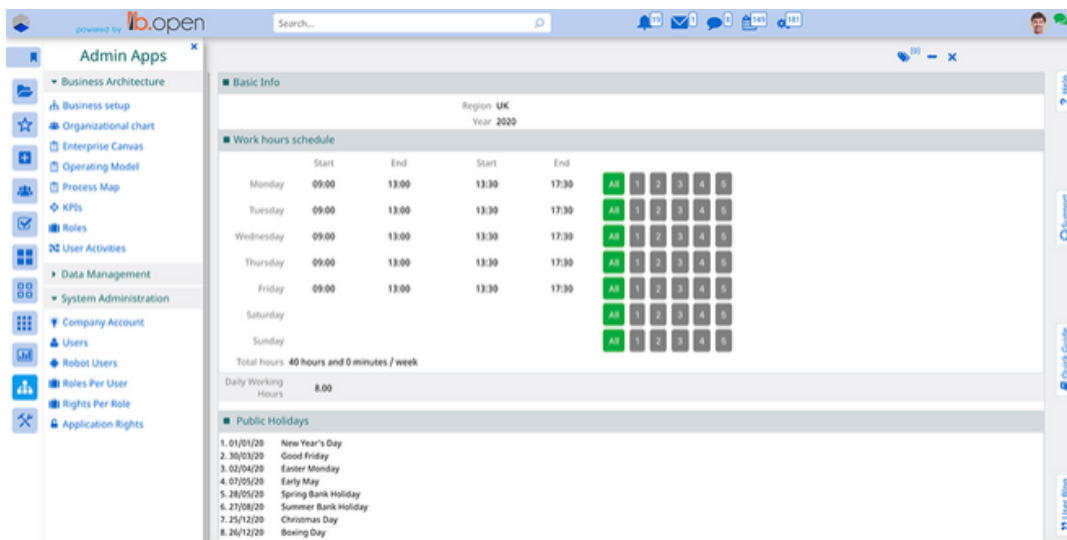 powered by lb.open
Search...
19 1 8 149 181
Admin Apps ×
Business Architecture
Business setup
Organizational chart
Enterprise Canvas
Operating Model
Process Map
KPIs
Roles
User Activities
Data Management
System Administration
Company Account
Users
Robot Users
Roles Per User
Rights Per Role
Application Rights
[0]
Basic Info
Region UK
Year 2020
Work hours schedule
Start End Start End
Monday 09:00 13:00 13:30 17:30 All 1 2 3 4 5
Tuesday 09:00 13:00 13:30 17:30 All 1 2 3 4 5
Wednesday 09:00 13:00 13:30 17:30 All 1 2 3 4 5
Thursday 09:00 13:00 13:30 17:30 All 1 2 3 4 5
Friday 09:00 13:00 13:30 17:30 All 1 2 3 4 5
Saturday All 1 2 3 4 5
Sunday All 1 2 3 4 5
Total hours 40 hours and 0 minutes / week
Daily Working
Hours 8.00
Public Holidays
1. 01/01/20 New Year's Day
2. 30/03/20 Good Friday
3. 02/04/20 Easter Monday
4. 07/05/20 Early May
5. 28/05/20 Spring Bank Holiday
6. 27/08/20 Summer Bank Holiday
7. 25/12/20 Christmas Day
8. 26/12/20 Boxing Day
? Help
Support
Quick Guide
User Blog